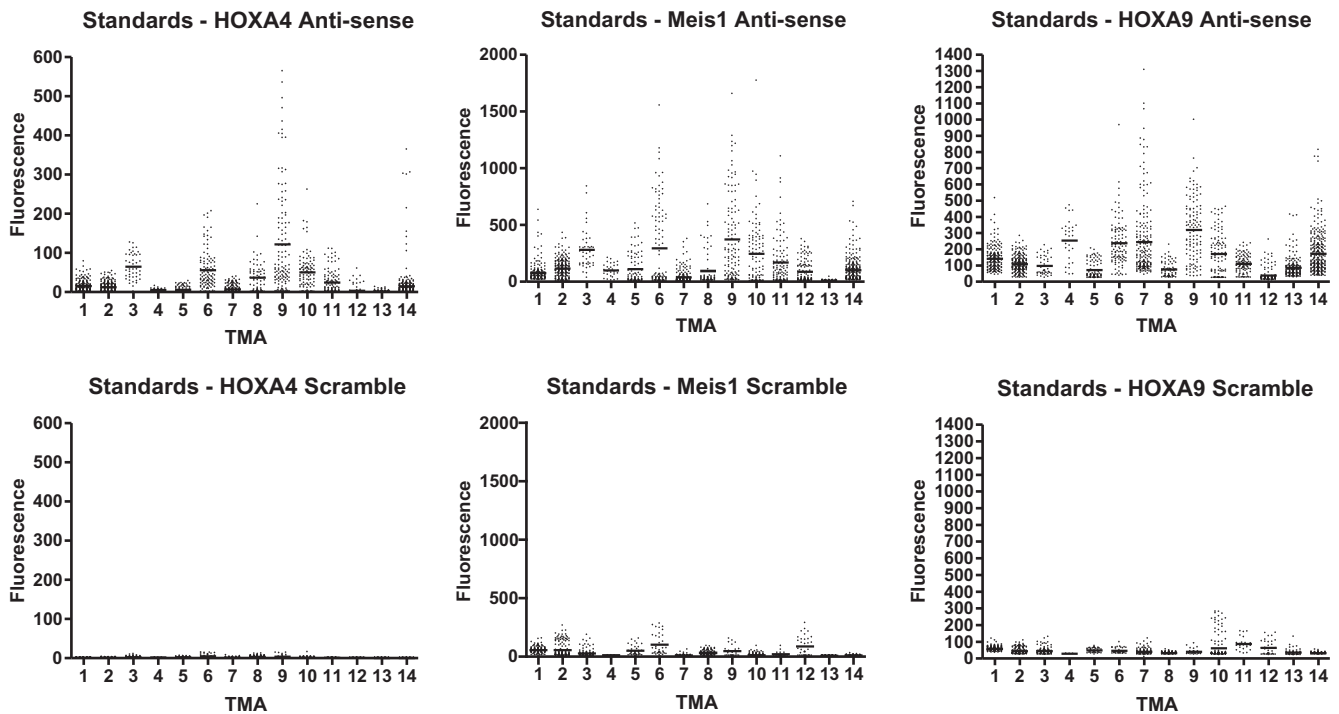 Standards - HOXA4 Anti-sense
Fluorescence
600
500
400
300
200
100
0
1 2 3 4 5 6 7 8 9 10 11 12 13 14
TMA
Standards - Meis1 Anti-sense
Fluorescence
2000
1500
1000
500
0
1 2 3 4 5 6 7 8 9 10 11 12 13 14
TMA
Standards - HOXA9 Anti-sense
Fluorescence
1400
1300
1200
1100
1000
900
800
700
600
500
400
300
200
100
0
1 2 3 4 5 6 7 8 9 10 11 12 13 14
TMA
Standards - HOXA4 Scramble
Fluorescence
600
500
400
300
200
100
0
1 2 3 4 5 6 7 8 9 10 11 12 13 14
TMA
Standards - Meis1 Scramble
Fluorescence
2000
1500
1000
500
0
1 2 3 4 5 6 7 8 9 10 11 12 13 14
TMA
Standards - HOXA9 Scramble
Fluorescence
1400
1300
1200
1100
1000
900
800
700
600
500
400
300
200
100
0
1 2 3 4 5 6 7 8 9 10 11 12 13 14
TMA